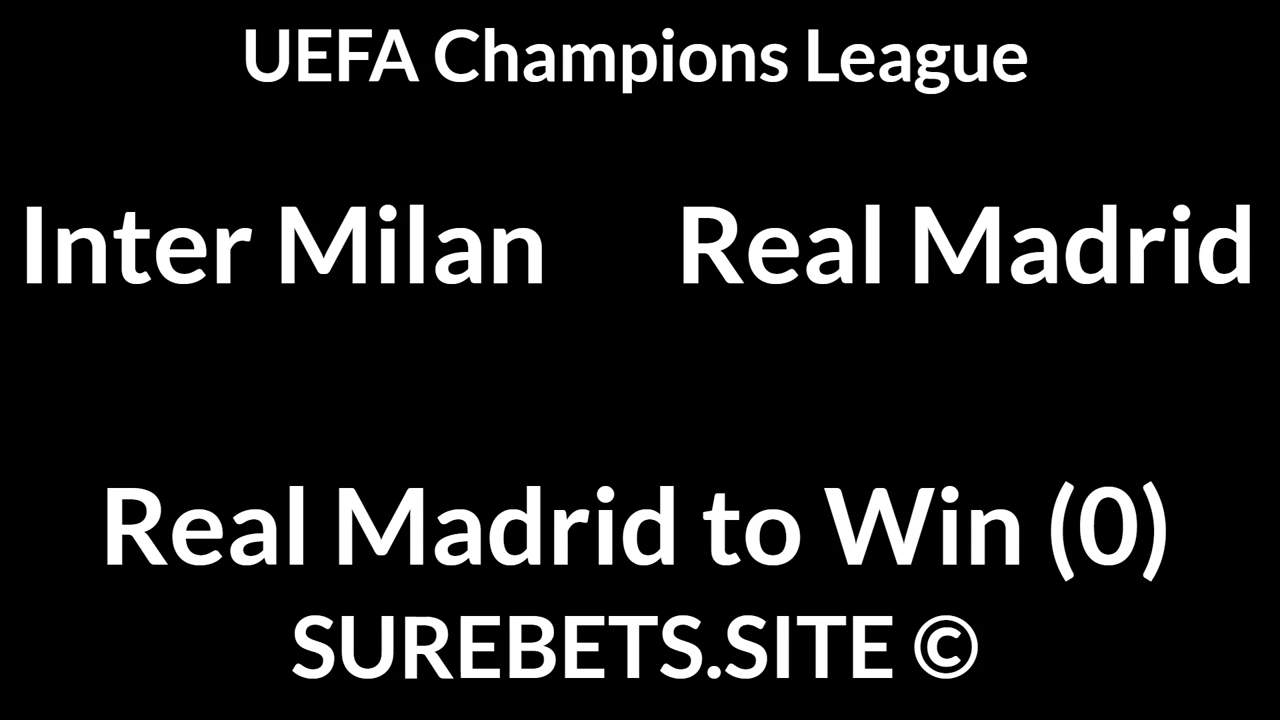 UEFA Champions League
Inter Milan Real Madrid
Real Madrid to Win (0)
SUREBETS.SITE ©